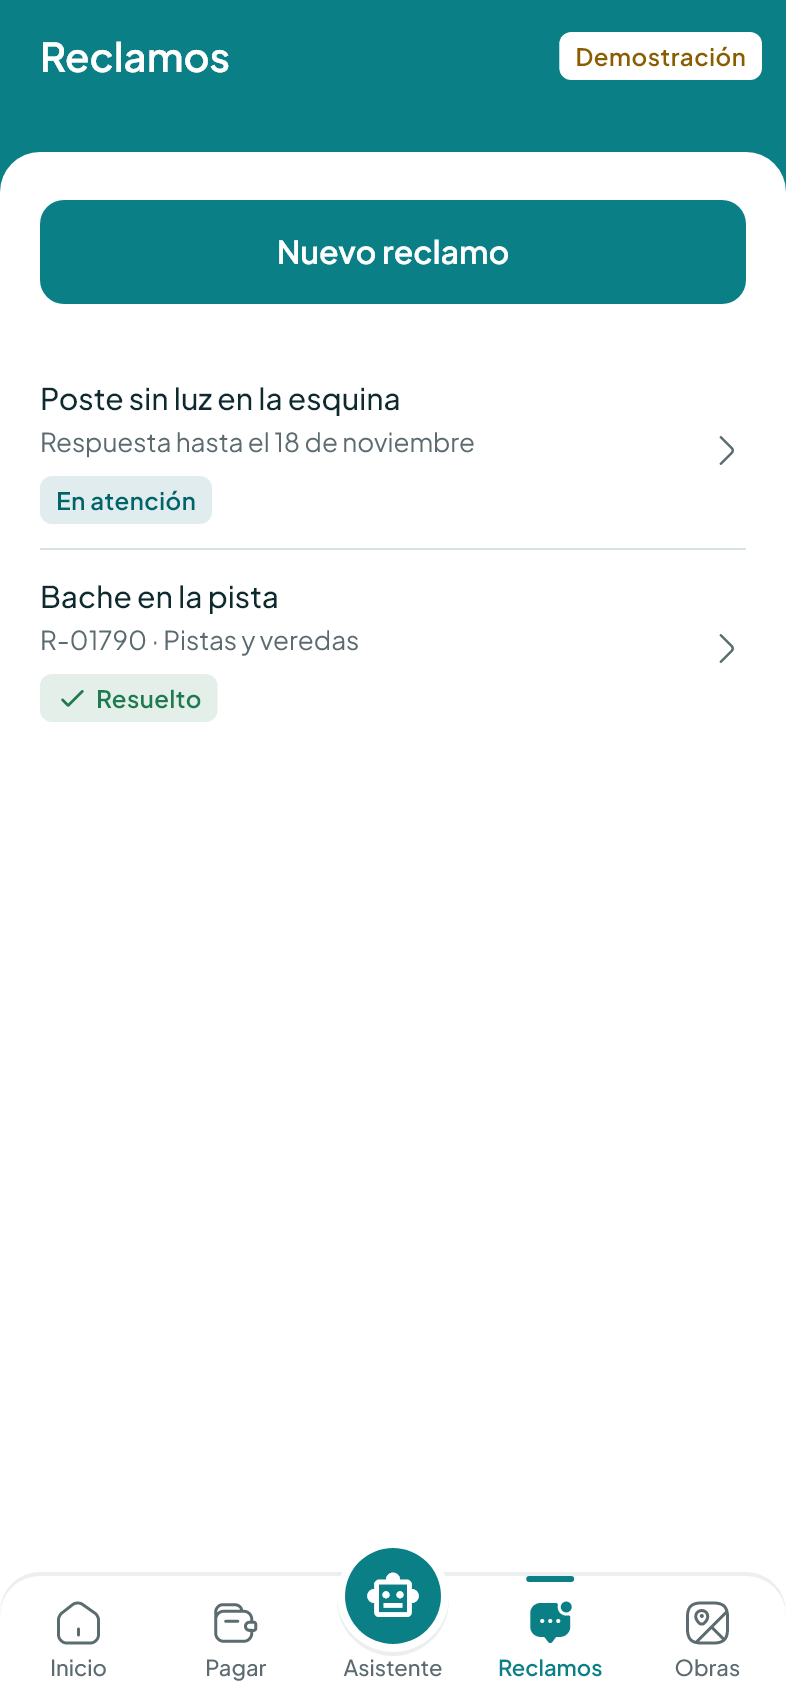 Reclamos
Demostración
Nuevo reclamo
Poste sin luz en la esquina
Respuesta hasta el 18 de noviembre
En atención
Bache en la pista
R-01790 · Pistas y veredas
Resuelto
Inicio
Pagar
Asistente
Reclamos
Obras